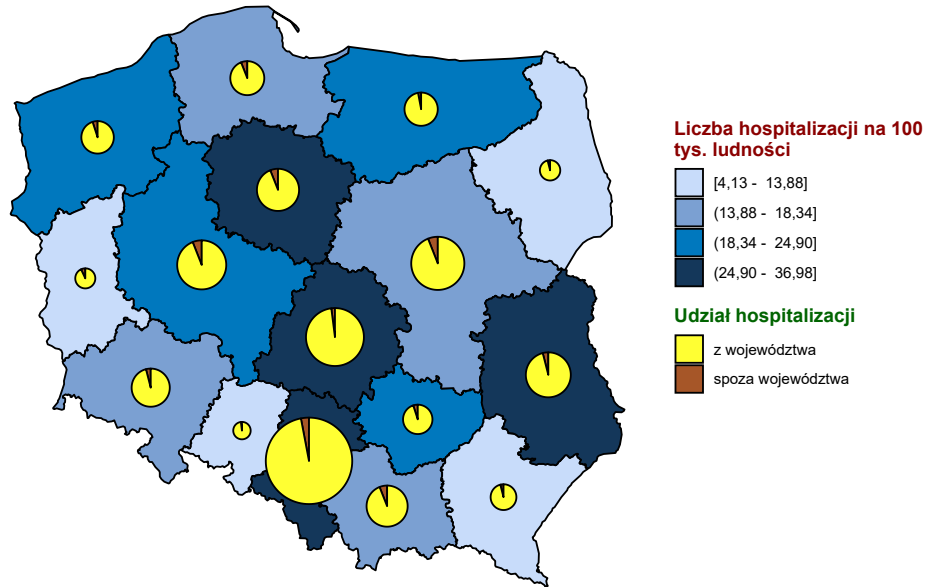 Liczba hospitalizacji na 100
tys. ludności
[4,13 - 13,88]
(13,88 - 18,34]
(18,34 - 24,90]
(24,90 - 36,98]
Udział hospitalizacji
z województwa
spoza województwa